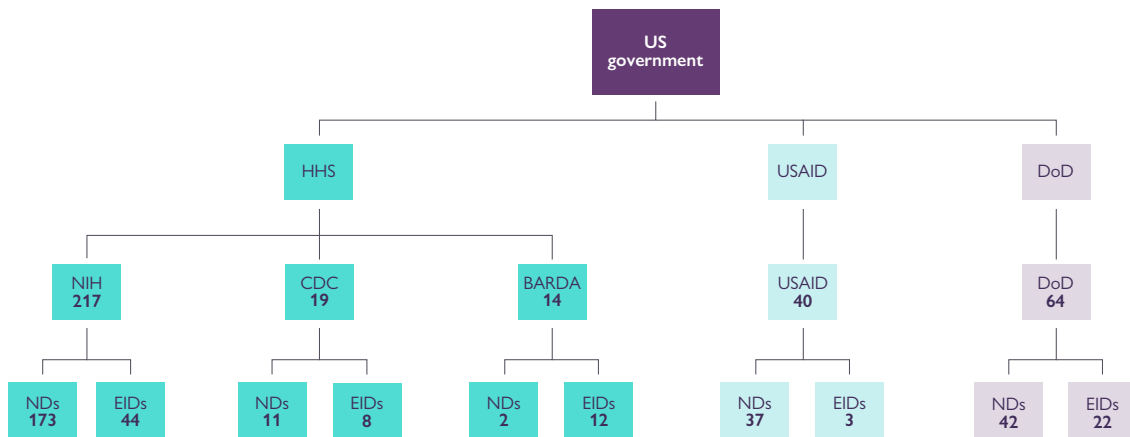 US
government
HHS
USAID
DoD
NIH
217
CDC
19
BARDA
14
USAID
40
DoD
64
NDs
173
EIDs
44
NDs
11
EIDs
8
NDs
2
EIDs
12
NDs
37
EIDs
3
NDs
42
EIDs
22